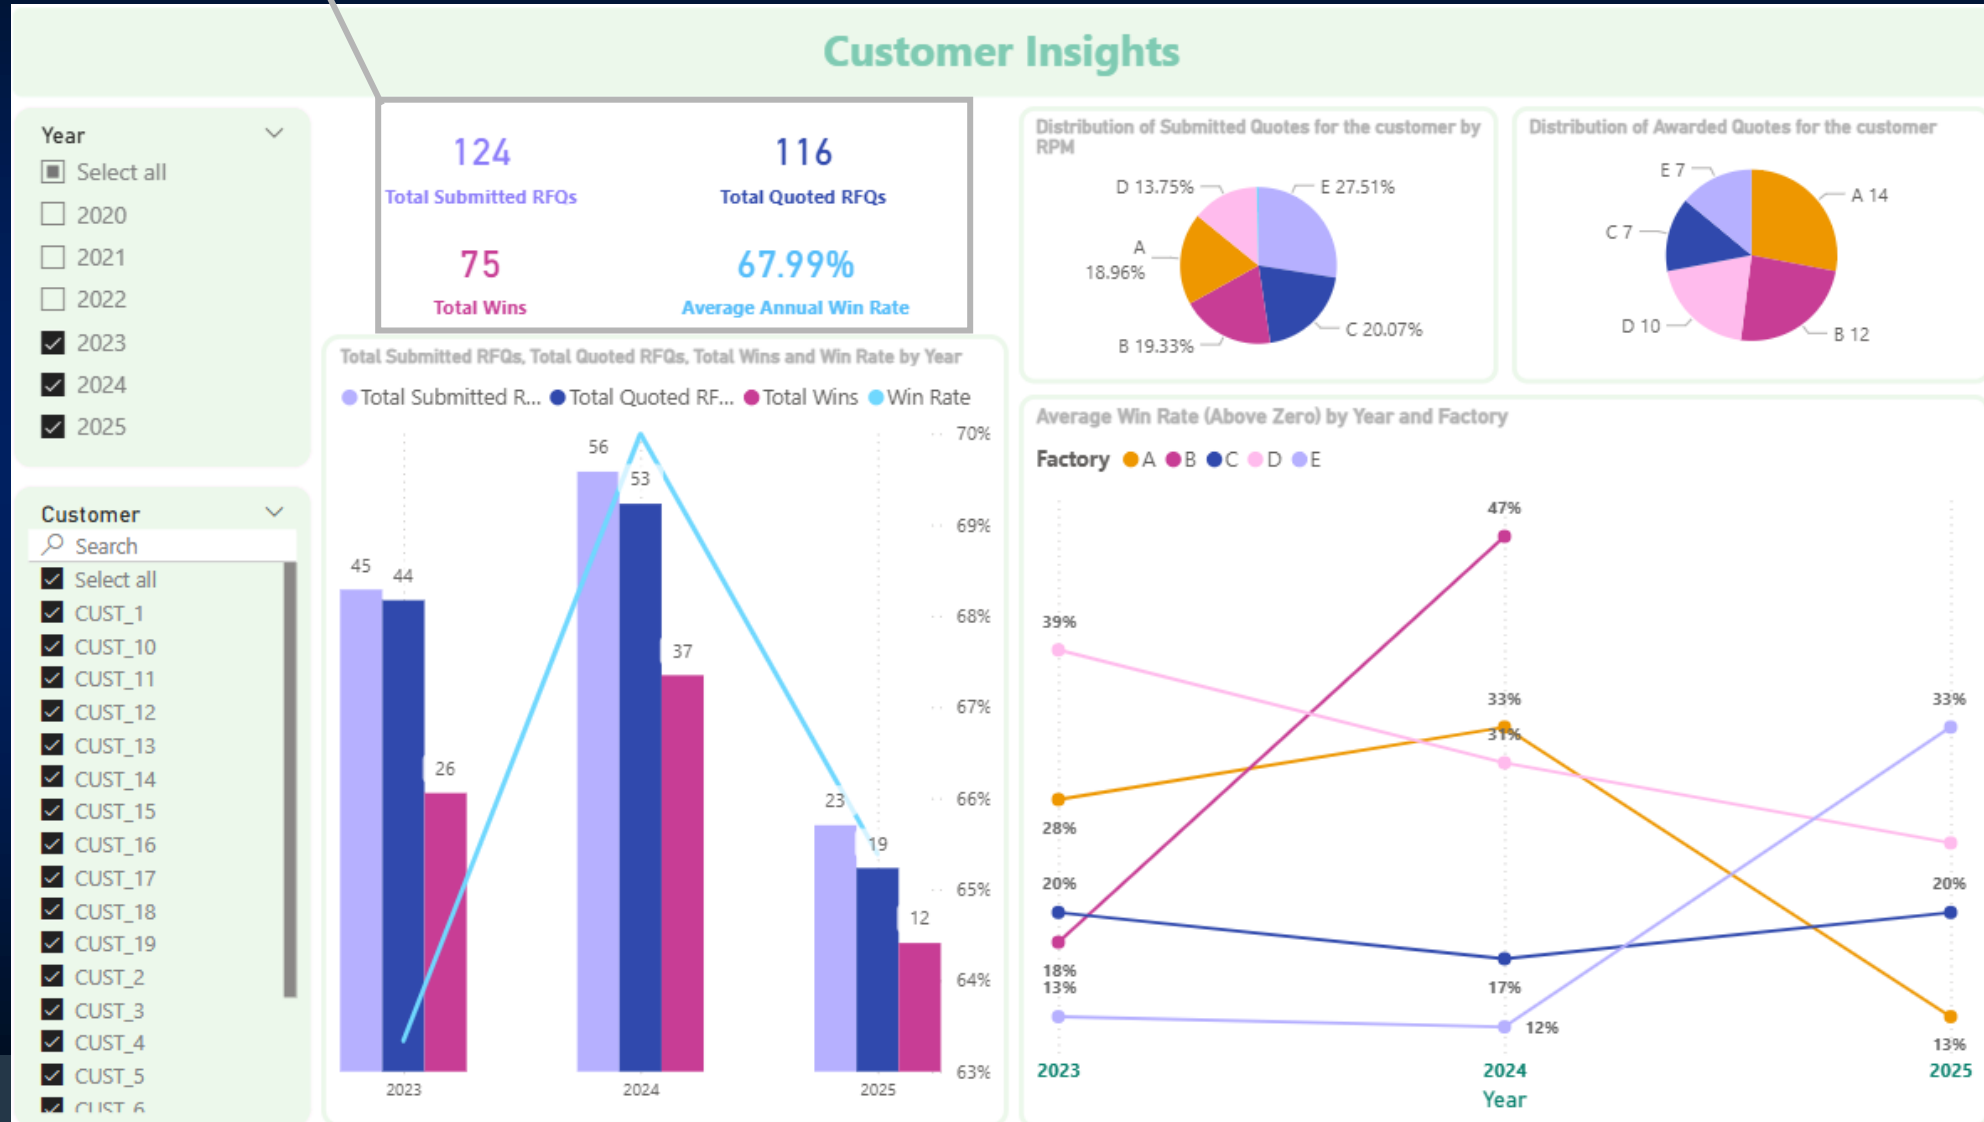 Customer Insights
Year
Select all
2020
2021
2022
2023
2024
2025
Customer
Search
Select all
CUST_1
CUST_10
CUST_11
CUST_12
CUST_13
CUST_14
CUST_15
CUST_16
CUST_17
CUST_18
CUST_19
CUST_2
CUST_3
CUST_4
CUST_5
CUST_6
124
Total Submitted RFQs
116
Total Quoted RFQs
75
Total Wins
67.99%
Average Annual Win Rate
Total Submitted RFQs, Total Quoted RFQs, Total Wins and Win Rate by Year
Total Submitted R... Total Quoted RF... Total Wins Win Rate
56
53
45
44
37
26
23
19
12
70%
69%
68%
67%
66%
65%
64%
63%
2023
2024
2025
Distribution of Submitted Quotes for the customer by
RPM
D 13.75%
E 27.51%
A
18.96%
C 20.07%
B 19.33%
Distribution of Awarded Quotes for the customer
E 7
A 14
C 7
D 10
B 12
Average Win Rate (Above Zero) by Year and Factory
Factory A B C D E
47%
39%
33%
31%
33%
28%
20%
20%
18%
13%
17%
12%
13%
2023
2024
2025
Year